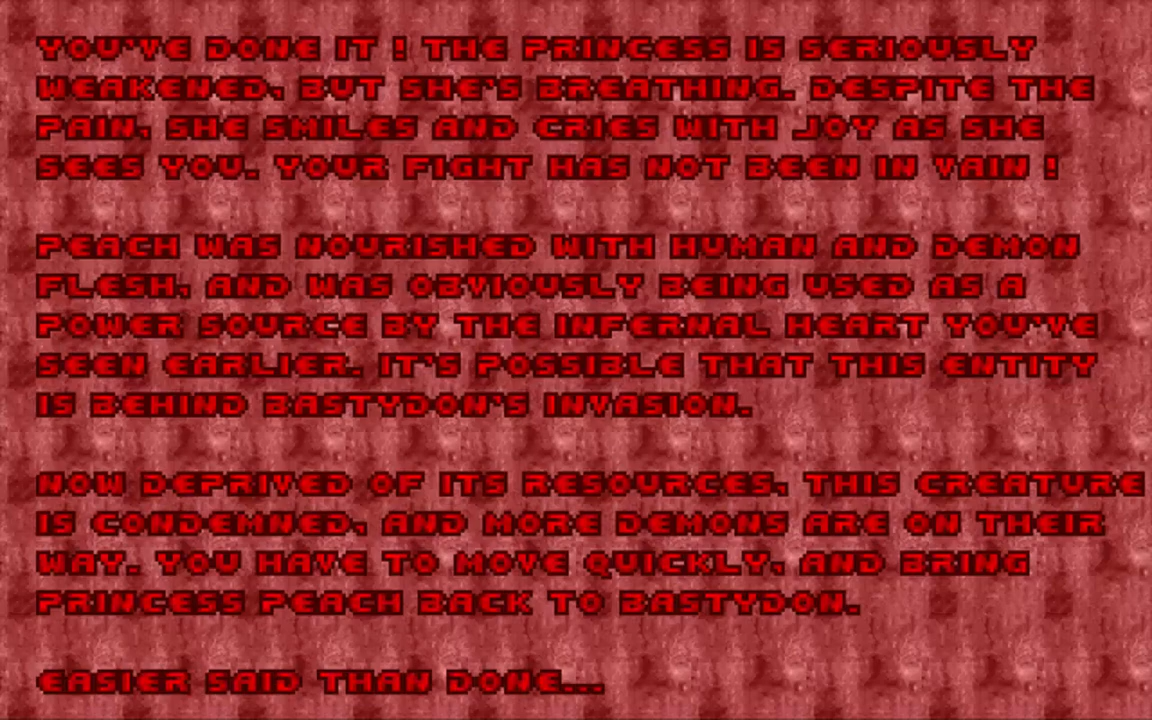 YOU'VE DONE IT ! THE PRINCESS IS SERIOUSLY
WEAKENED, BUT SHE'S BREATHING. DESPITE THE
PAIN, SHE SMILES AND CRIES WITH JOY AS SHE
SEES YOU. YOUR FIGHT HAS NOT BEEN IN VAIN !
PEACH WAS NOURISHED WITH HUMAN AND DEMON
FLESH, AND WAS OBVIOUSLY BEING USED AS A
POWER SOURCE BY THE INFERNAL HEART YOU'VE
SEEN EARLIER. IT'S POSSIBLE THAT THIS ENTITY
IS BEHIND BASTYDON'S INVASION.
NOW DEPRIVED OF ITS RESOURCES, THIS CREATURE
IS CONDEMNED, AND MORE DEMONS ARE ON THEIR
WAY. YOU HAVE TO MOVE QUICKLY, AND BRING
PRINCESS PEACH BACK TO BASTYDON.
EASIER SAID THAN DONE...